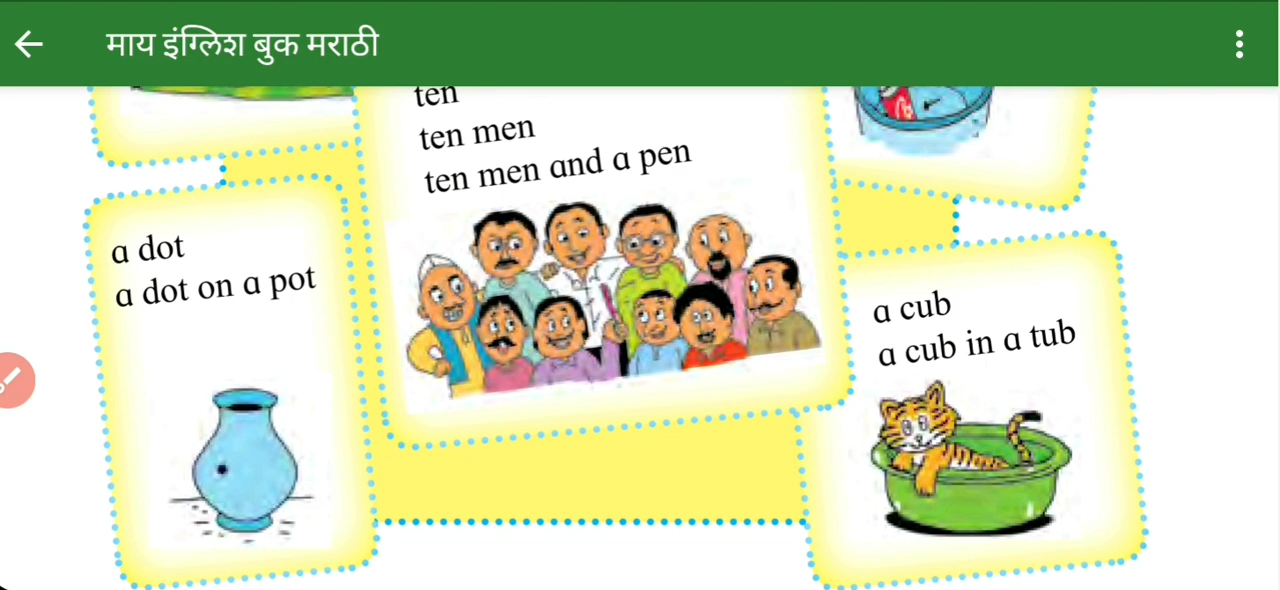 माय इंग्लिश बुक मराठी
ten
ten men
ten men and a pen
a dot
a dot on a pot
a cub
a cub in a tub